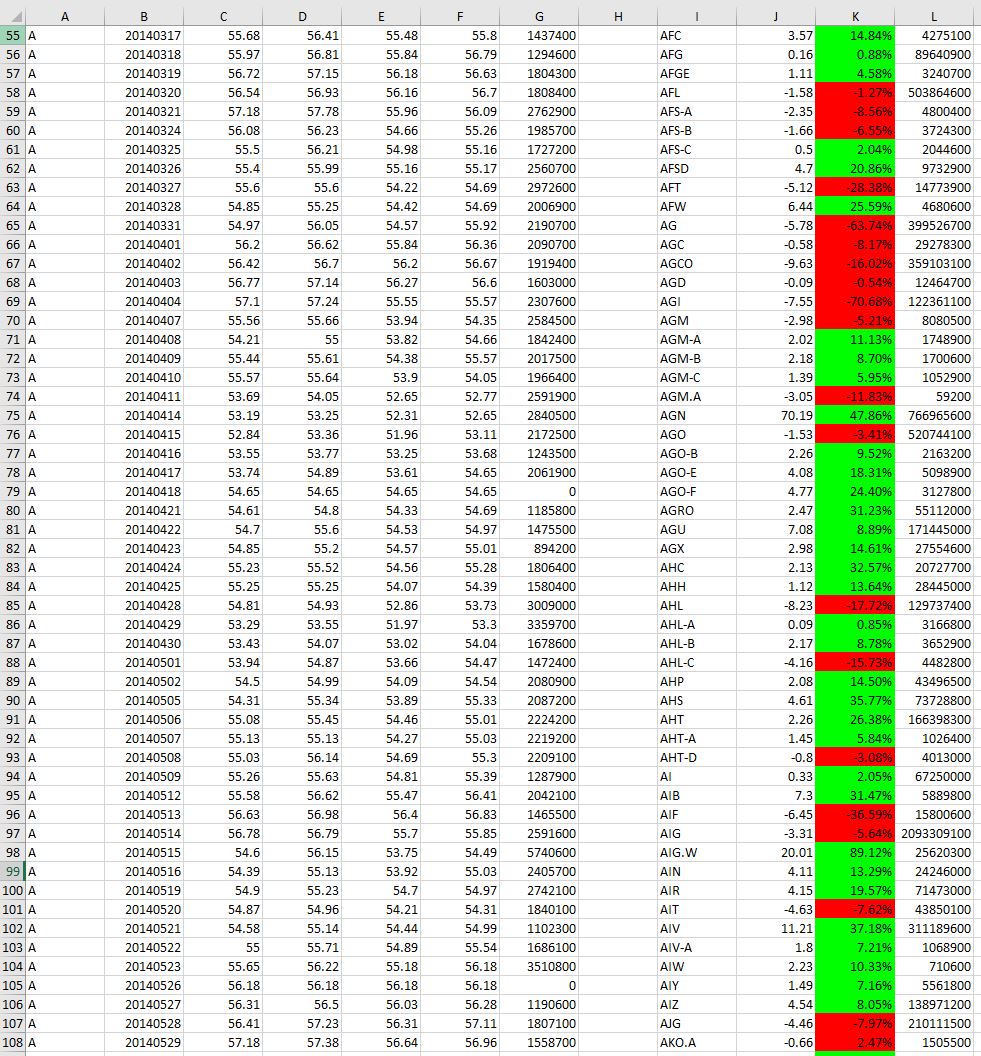 A B C D E F G H I J K L
55 A 20140317 55.68 56.41 55.48 55.8 1437400 AFC 3.57 14.84% 4275100
56 A 20140318 55.97 56.81 55.84 56.79 1294600 AFG 0.16 0.88% 89640900
57 A 20140319 56.72 57.15 56.18 56.63 1804300 AFGE 1.11 4.58% 3240700
58 A 20140320 56.54 56.93 56.16 56.7 1808400 AFL -1.58 -1.27% 503864600
59 A 20140321 57.18 57.78 55.96 56.09 2762900 AFS-A -2.35 -8.56% 4800400
60 A 20140324 56.08 56.23 54.66 55.26 1985700 AFS-B -1.66 -6.55% 3724300
61 A 20140325 55.5 56.21 54.98 55.16 1727200 AFS-C 0.5 2.04% 2044600
62 A 20140326 55.4 55.99 55.16 55.17 2560700 AFSD 4.7 20.86% 9732900
63 A 20140327 55.6 55.6 54.22 54.69 2972600 AFT -5.12 -28.38% 14773900
64 A 20140328 54.85 55.25 54.42 54.69 2006900 AFW 6.44 25.59% 4680600
65 A 20140331 54.97 56.05 54.57 55.92 2190700 AG -5.78 -63.74% 399526700
66 A 20140401 56.2 56.62 55.84 56.36 2090700 AGC -0.58 -8.17% 29278300
67 A 20140402 56.42 56.7 56.2 56.67 1919400 AGCO -9.63 -16.02% 359103100
68 A 20140403 56.77 57.14 56.27 56.6 1603000 AGD -0.09 -0.54% 12464700
69 A 20140404 57.1 57.24 55.55 55.57 2307600 AGI -7.55 -70.68% 122361100
70 A 20140407 55.56 55.66 53.94 54.35 2584500 AGM -2.98 -5.21% 8080500
71 A 20140408 54.21 55 53.82 54.66 1842400 AGM-A 2.02 11.13% 1748900
72 A 20140409 55.44 55.61 54.38 55.57 2017500 AGM-B 2.18 8.70% 1700600
73 A 20140410 55.57 55.64 53.9 54.05 1966400 AGM-C 1.39 5.95% 1052900
74 A 20140411 53.69 54.05 52.65 52.77 2591900 AGM.A -3.05 -11.83% 59200
75 A 20140414 53.19 53.25 52.31 52.65 2840500 AGN 70.19 47.86% 766965600
76 A 20140415 52.84 53.36 51.96 53.11 2172500 AGO -1.53 -3.41% 520744100
77 A 20140416 53.55 53.77 53.25 53.68 1243500 AGO-B 2.26 9.52% 2163200
78 A 20140417 53.74 54.89 53.61 54.65 2061900 AGO-E 4.08 18.31% 5098900
79 A 20140418 54.65 54.65 54.65 54.65 0 AGO-F 4.77 24.40% 3127800
80 A 20140421 54.61 54.8 54.33 54.69 1185800 AGRO 2.47 31.23% 55112000
81 A 20140422 54.7 55.6 54.53 54.97 1475500 AGU 7.08 8.89% 171445000
82 A 20140423 54.85 55.2 54.57 55.01 894200 AGX 2.98 14.61% 27554600
83 A 20140424 55.23 55.52 54.56 55.28 1806400 AHC 2.13 32.57% 20727700
84 A 20140425 55.25 55.25 54.07 54.39 1580400 AHH 1.12 13.64% 28445000
85 A 20140428 54.81 54.93 52.86 53.73 3009000 AHL -8.23 -17.72% 129737400
86 A 20140429 53.29 53.55 51.97 53.3 3359700 AHL-A 0.09 0.85% 3166800
87 A 20140430 53.43 54.07 53.02 54.04 1678600 AHL-B 2.17 8.78% 3652900
88 A 20140501 53.94 54.87 53.66 54.47 1472400 AHL-C -4.16 -15.73% 4482800
89 A 20140502 54.5 54.99 54.09 54.54 2080900 AHP 2.08 14.50% 43496500
90 A 20140505 54.31 55.34 53.89 55.33 2087200 AHS 4.61 35.77% 73728800
91 A 20140506 55.08 55.45 54.46 55.01 2224200 AHT 2.26 26.38% 166398300
92 A 20140507 55.13 55.13 54.27 55.03 2219200 AHT-A 1.45 5.84% 1026400
93 A 20140508 55.03 56.14 54.69 55.3 2209100 AHT-D -0.8 -3.08% 4013000
94 A 20140509 55.26 55.63 54.81 55.39 1287900 AI 0.33 2.05% 67250000
95 A 20140512 55.58 56.62 55.47 56.41 2042100 AIB 7.3 31.47% 5889800
96 A 20140513 56.63 56.98 56.4 56.83 1465500 AIF -6.45 -36.59% 15800600
97 A 20140514 56.78 56.79 55.7 55.85 2591600 AIG -3.31 -5.64% 2093309100
98 A 20140515 54.6 56.15 53.75 54.49 5740600 AIG.W 20.01 89.12% 25620300
99 A 20140516 54.39 55.13 53.92 55.03 2405700 AIN 4.11 13.29% 24246000
100 A 20140519 54.9 55.23 54.7 54.97 2742100 AIR 4.15 19.57% 71473000
101 A 20140520 54.87 54.96 54.21 54.31 1840100 AIT -4.63 -7.62% 43850100
102 A 20140521 54.58 55.14 54.44 54.99 1102300 AIV 11.21 37.18% 311189600
103 A 20140522 55 55.71 54.89 55.54 1686100 AIV-A 1.8 7.21% 1068900
104 A 20140523 55.65 56.22 55.18 56.18 3510800 AIW 2.23 10.33% 710600
105 A 20140526 56.18 56.18 56.18 56.18 0 AIY 1.49 7.16% 5561800
106 A 20140527 56.31 56.5 56.03 56.28 1190600 AIZ 4.54 8.05% 138971200
107 A 20140528 56.41 57.23 56.31 57.11 1807100 AJG -4.46 -7.97% 210111500
108 A 20140529 57.18 57.38 56.64 56.96 1558700 AKO.A -0.66 2.47% 1505500